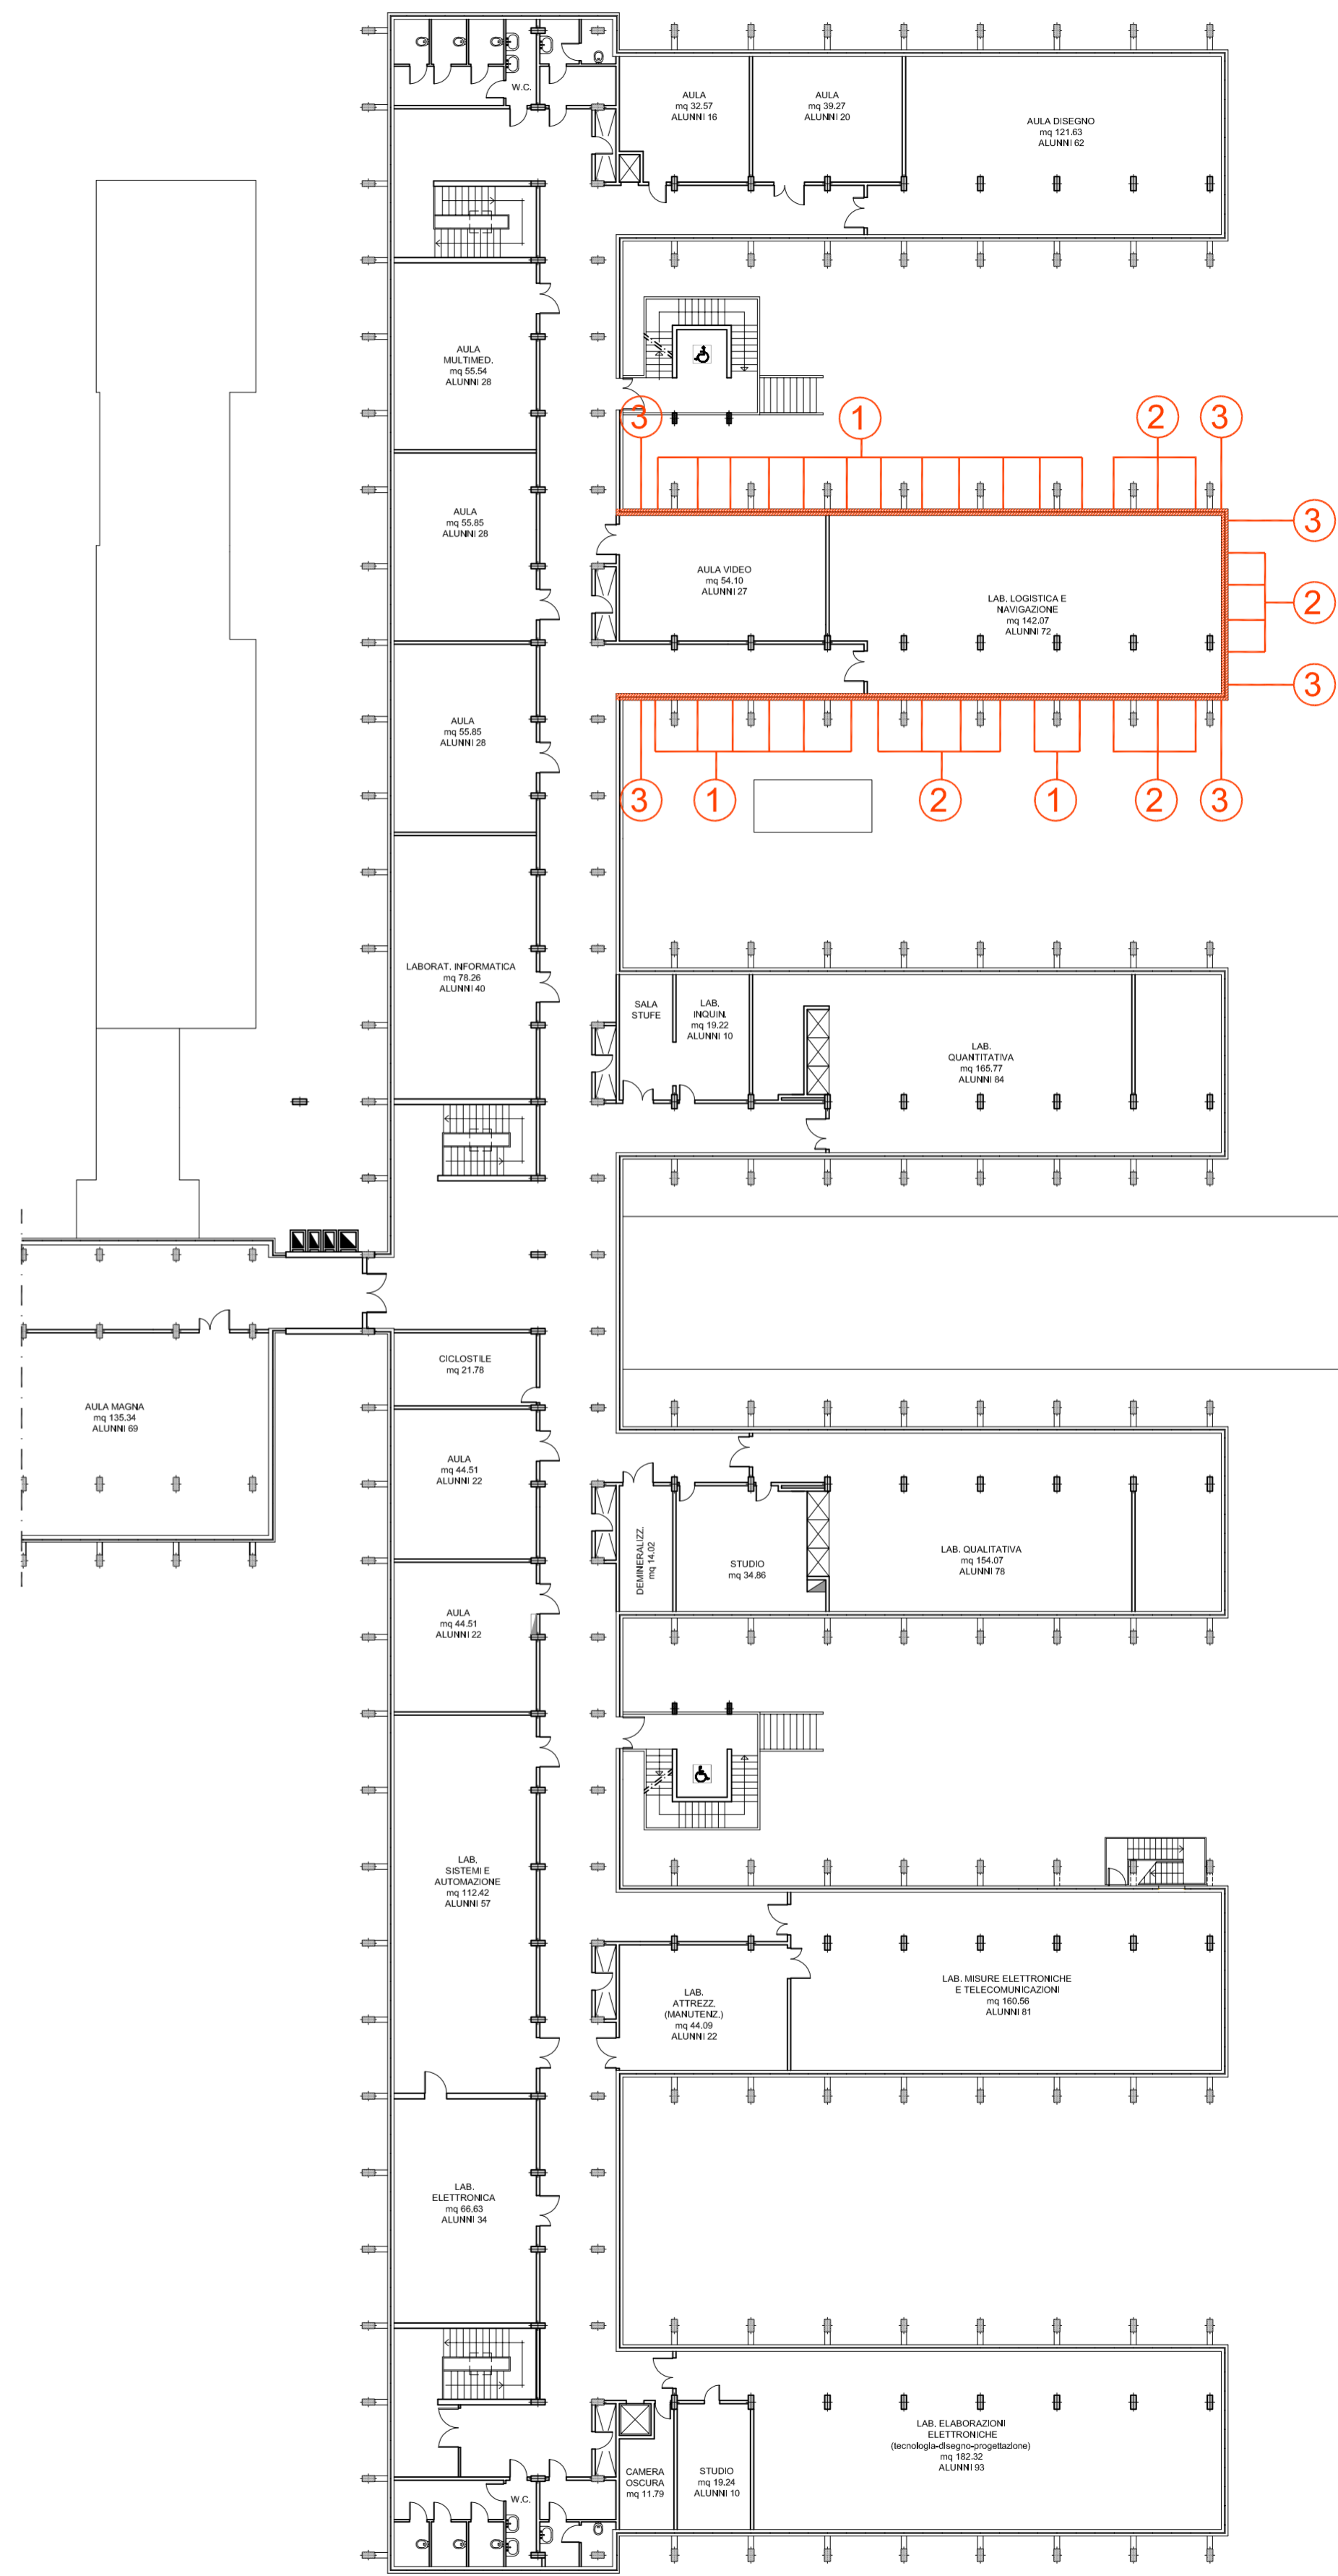 W.C.
AULA
mq 32.57
ALUNNI 16
AULA
mq 39.27
ALUNNI 20
AULA DISEGNO
mq 121.63
ALUNNI 62
AULA
MULTIMED.
mq 55.54
ALUNNI 28
3
1
2
3
AULA
mq 55.85
ALUNNI 28
AULA VIDEO
mq 54.10
ALUNNI 27
LAB. LOGISTICA E
NAVIGAZIONE
mq 142.07
ALUNNI 72
3
2
3
AULA
mq 55.85
ALUNNI 28
3
1
2
1
2
3
LABORAT. INFORMATICA
mq 78.26
ALUNNI 40
SALA
STUFE
LAB.
INQUIN.
mq 19.22
ALUNNI 10
LAB.
QUANTITATIVA
mq 165.77
ALUNNI 84
CICLOSTILE
mq 21.78
AULA MAGNA
mq 135.34
ALUNNI 69
AULA
mq 44.51
ALUNNI 22
DEMINERALIZZ.
mq 14.02
STUDIO
mq 34.86
LAB. QUALITATIVA
mq 154.07
ALUNNI 78
AULA
mq 44.51
ALUNNI 22
LAB.
SISTEMI E
AUTOMAZIONE
mq 112.42
ALUNNI 57
LAB.
ATTREZZ.
(MANUTENZ.)
mq 44.09
ALUNNI 22
LAB. MISURE ELETTRONICHE
E TELECOMUNICAZIONI
mq 160.56
ALUNNI 81
LAB.
ELETTRONICA
mq 66.63
ALUNNI 34
LAB. ELABORAZIONI
ELETTRONICHE
(tecnologia-disegno-progettazione)
mq 182.32
ALUNNI 93
CAMERA
OSCURA
mq 11.79
STUDIO
mq 19.24
ALUNNI 10
W.C.